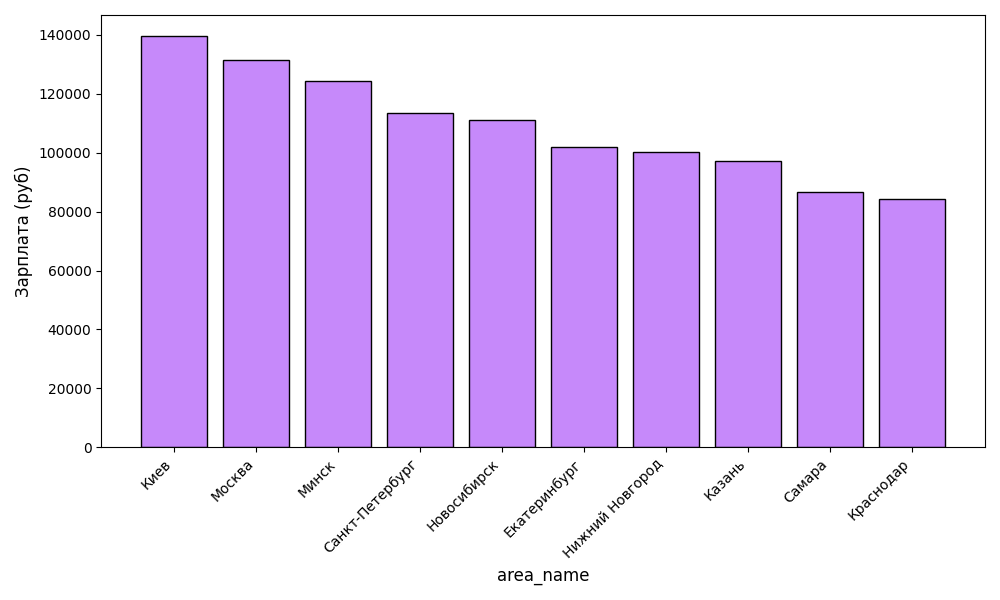 Зарплата (руб)
140000
120000
100000
80000
60000
40000
20000
0
Киев
Москва
Минск
Санкт-Петербург
Новосибирск
Екатеринбург
Нижний Новгород
Казань
Самара
Краснодар
area_name